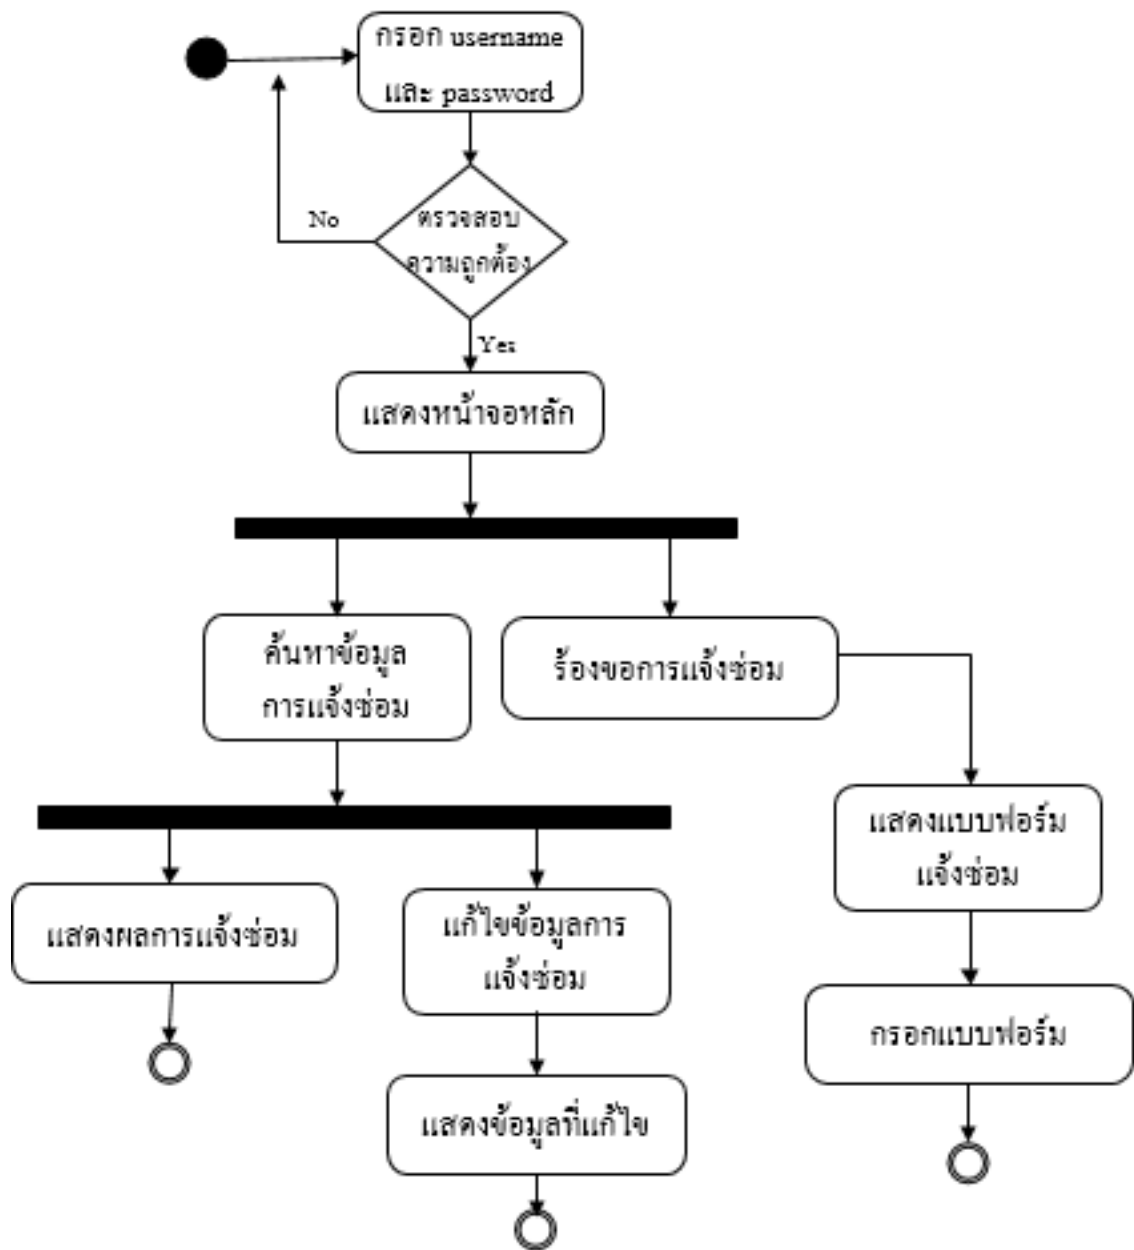 กรอก username
และ password
ตรวจสอบ
ความถูกต้อง
No
Yes
แสดงหน้าจอหลัก
ค้นหาข้อมูล
การแจ้งซ่อม
ร้องขอการแจ้งซ่อม
แสดงแบบฟอร์ม
แจ้งซ่อม
แสดงผลการแจ้งซ่อม
แก้ไขข้อมูลการ
แจ้งซ่อม
กรอกแบบฟอร์ม
แสดงข้อมูลที่แก้ไข